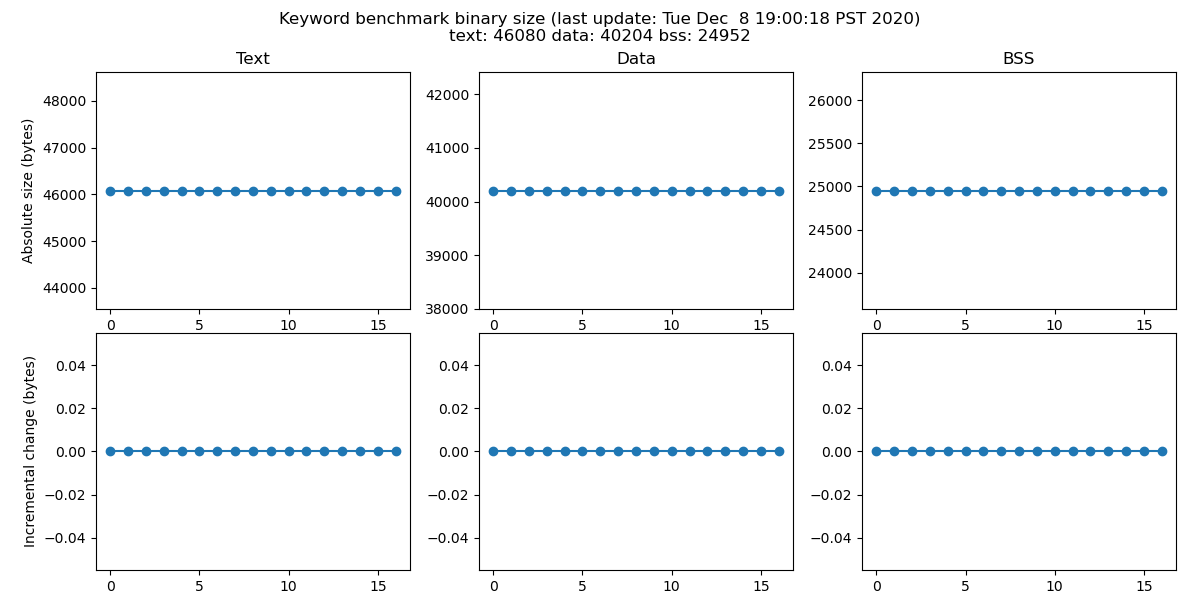 Keyword benchmark binary size (last update: Tue Dec  8 19:00:18 PST 2020)
text: 46080 data: 40204 bss: 24952
Text
Data
BSS
Absolute size (bytes)
48000
47000
46000
45000
44000
0 5 10 15
42000
41000
40000
39000
38000
0 5 10 15
26000
25500
25000
24500
24000
0 5 10 15
Incremental change (bytes)
0.04
0.02
0.00
−0.02
−0.04
0 5 10 15
0.04
0.02
0.00
−0.02
−0.04
0 5 10 15
0.04
0.02
0.00
−0.02
−0.04
0 5 10 15